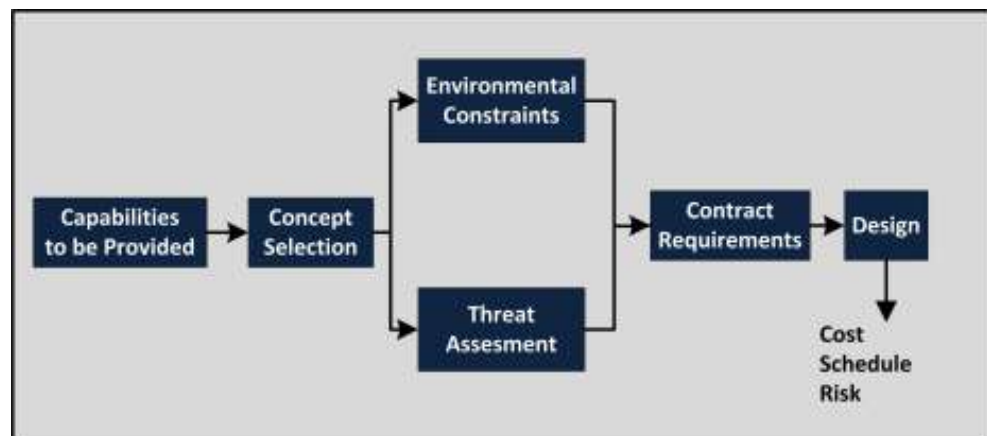 Capabilities
to be Provided
Concept
Selection
Environmental
Constraints
Threat
Assesment
Contract
Requirements
Design
Cost
Schedule
Risk